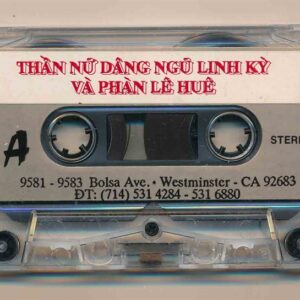 THẦN NỮ DÂNG NGŨ LINH KỲ
VÀ PHÀN LÊ HUÊ
A
STERE
9581 - 9583 Bolsa Ave. • Westminster - CA 92683
ĐT: (714) 531 4284 - 531 6880